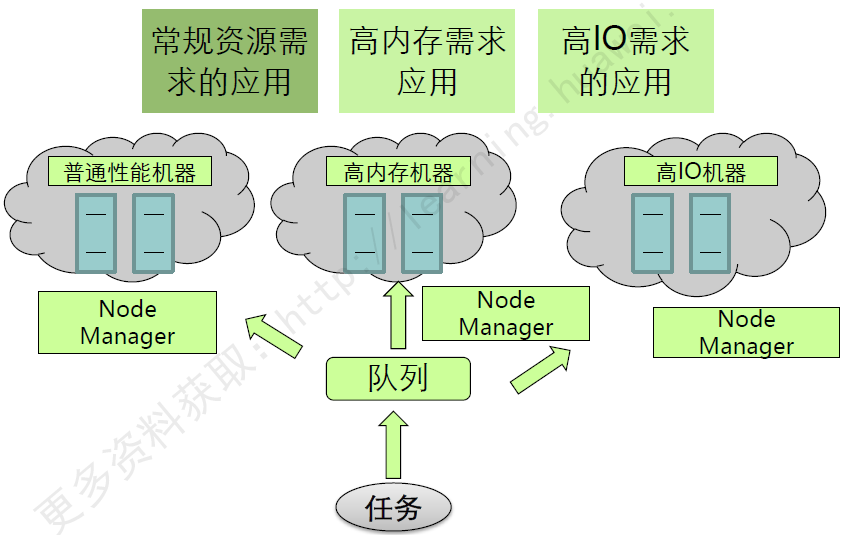 常规资源需
求的应用
高内存需求
应用
高IO需求
的应用
普通性能机器
高内存机器
高IO机器
Node
Manager
Node
Manager
Node
Manager
队列
任务
更多资料获取：http://learning.huawei.